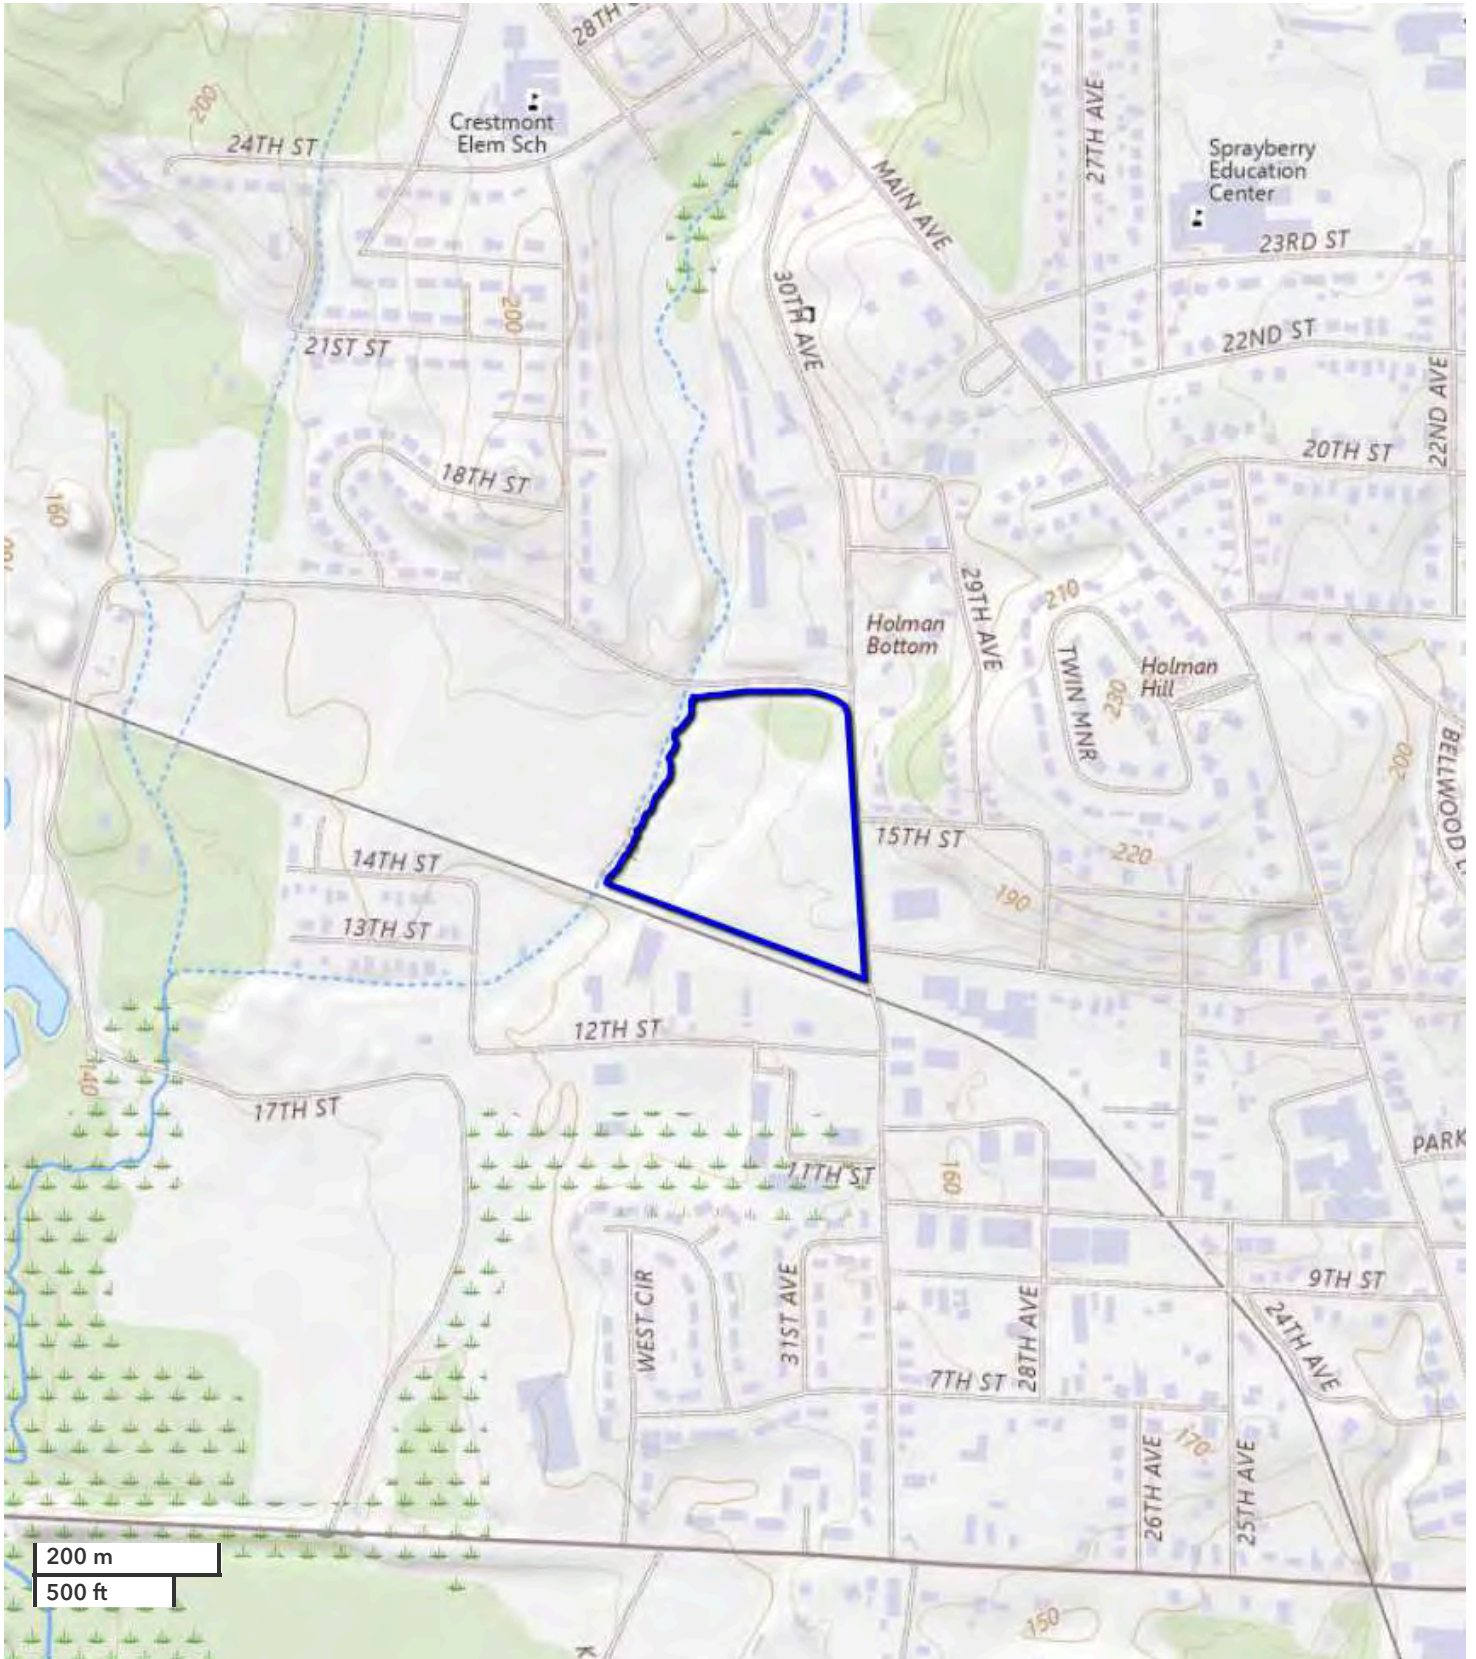 28TH
200
24TH ST
Crestmont
Elem Sch
27TH AVE
Sprayberry
Education
Center
MAIN AVE
23RD ST
30TH AVE
200
21ST ST
22ND ST
22ND AVE
20TH ST
18TH ST
160
29TH AVE
210
Holman
Bottom
TWIN MNR
230
Holman
Hill
200
BELLWOOD
15TH ST
220
14TH ST
190
13TH ST
12TH ST
140
17TH ST
PARK
11TH ST
160
WEST CIR
31ST AVE
28TH AVE
9TH ST
24TH AVE
7TH ST
170
26TH AVE
25TH AVE
200 m
500 ft
150
K